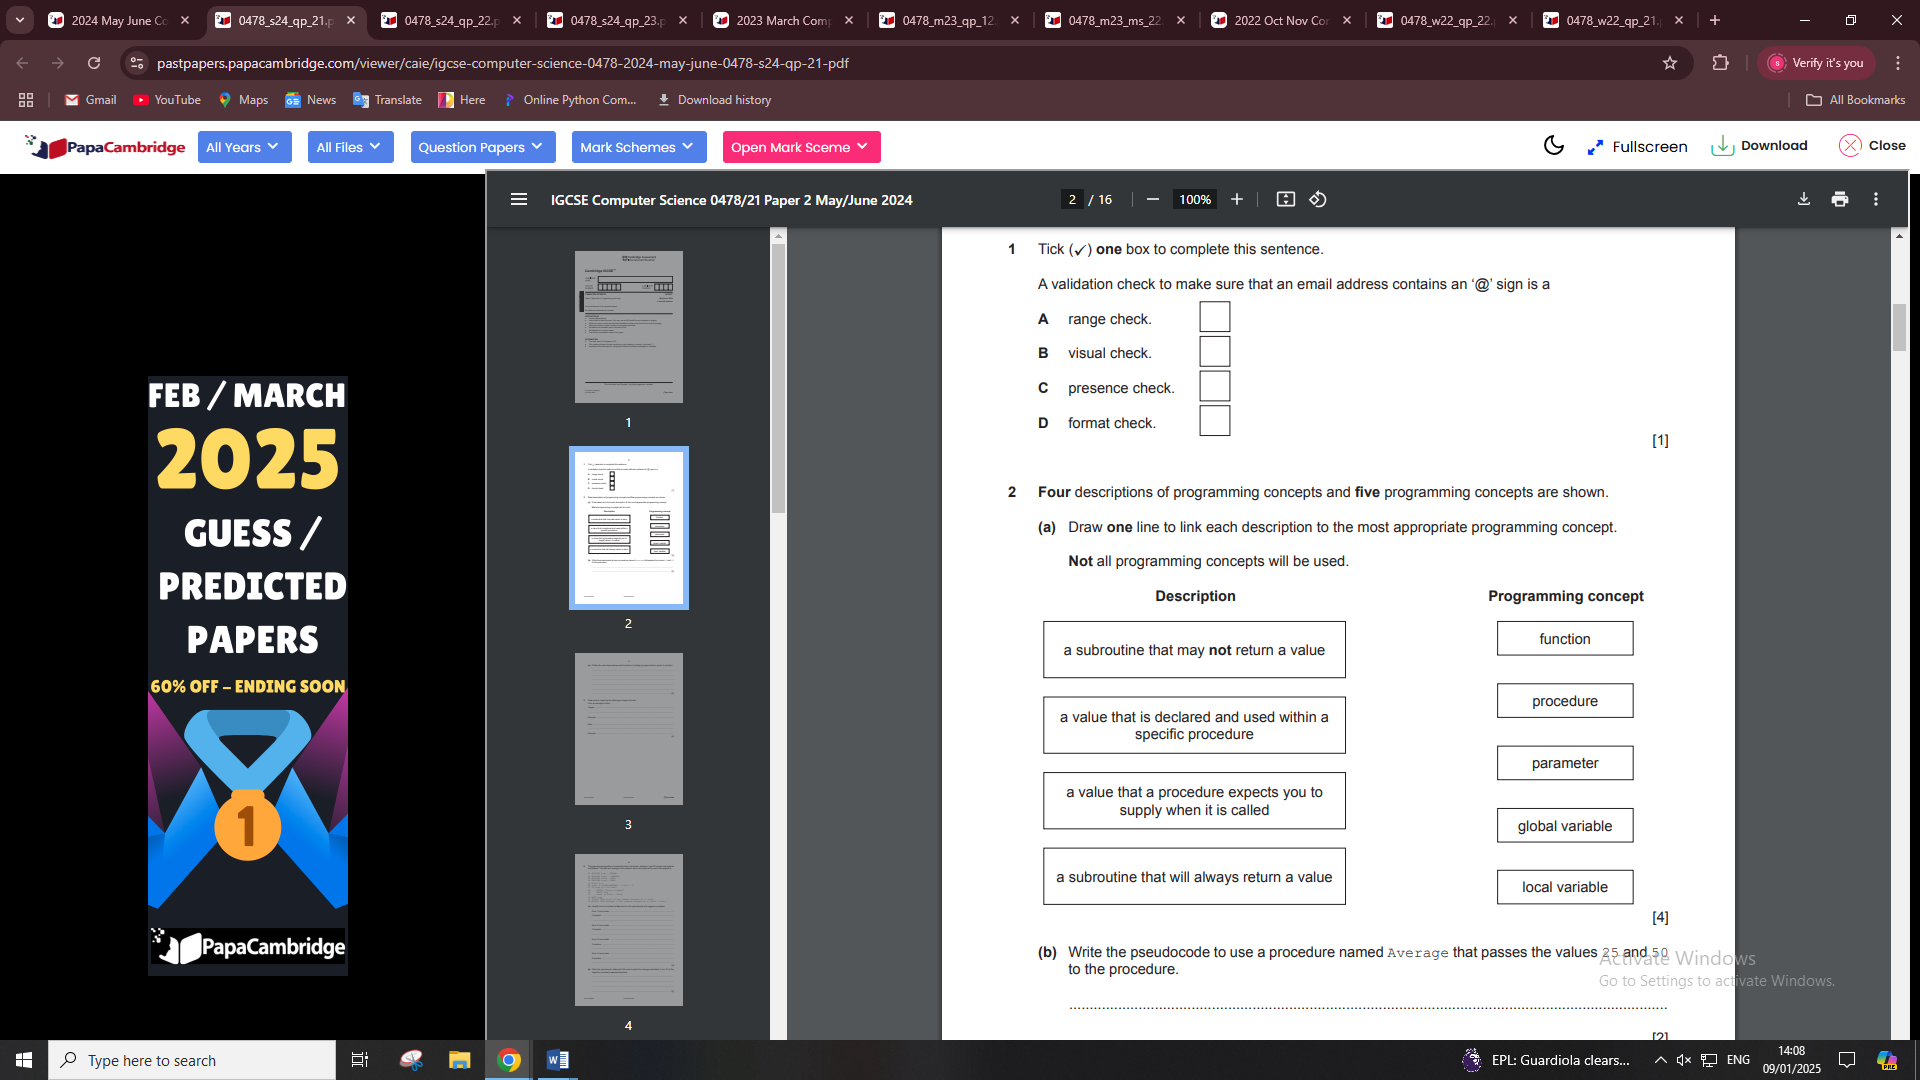 2024 May June Co
0478_s24_qp_21.p
0478_s24_qp_22.p
0478_s24_qp_23.p
2023 March Comp
0478_m23_qp_12.
0478_m23_ms_22
2022 Oct Nov Cor
0478_w22_qp_22.
0478_w22_qp_21.
pastpapers.papacambridge.com/viewer/caie/igcse-computer-science-0478-2024-may-june-0478-s24-qp-21-pdf
Verify it's you
Gmail
YouTube
Maps
News
Translate
Here
Online Python Com...
Download history
All Bookmarks
PapaCambridge
All Years
All Files
Question Papers
Mark Schemes
Open Mark Sceme
Fullscreen
Download
Close
IGCSE Computer Science 0478/21 Paper 2 May/June 2024
2 / 16
100%
FEB / MARCH
2025
GUESS /
PREDICTED
PAPERS
60% OFF – ENDING SOON
1
PapaCambridge
1
2
3
4
1 Tick (✓) one box to complete this sentence.
A validation check to make sure that an email address contains an ‘@’ sign is a
A range check.
B visual check.
C presence check.
D format check.
[1]
2 Four descriptions of programming concepts and five programming concepts are shown.
(a) Draw one line to link each description to the most appropriate programming concept.
Not all programming concepts will be used.
Description
Programming concept
a subroutine that may not return a value
a value that is declared and used within a
specific procedure
a value that a procedure expects you to
supply when it is called
a subroutine that will always return a value
function
procedure
parameter
global variable
local variable
[4]
(b) Write the pseudocode to use a procedure named Average that passes the values 25 and 50
to the procedure.
[2]
Activate Windows
Go to Settings to activate Windows.
Type here to search
EPL: Guardiola clears...
ENG
14:08
09/01/2025